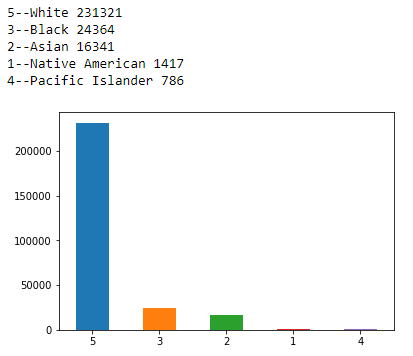 5--White 231321
3--Black 24364
2--Asian 16341
1--Native American 1417
4--Pacific Islander 786
200000
150000
100000
50000
0
5 3 2 1 4